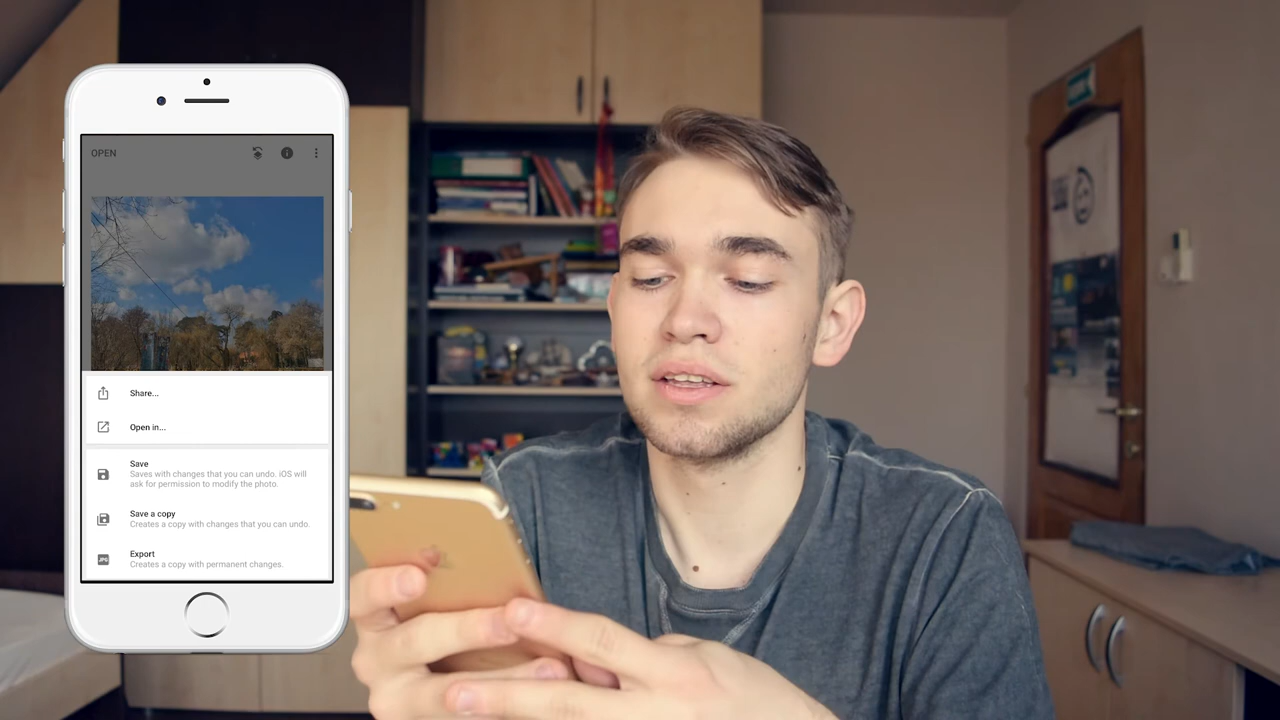 OPEN
Share...
Open in...
Save
Saves with changes that you can undo. iOS will
ask for permission to modify the photo.
Save a copy
Creates a copy with changes that you can undo.
JPG
Export
Creates a copy with permanent changes.